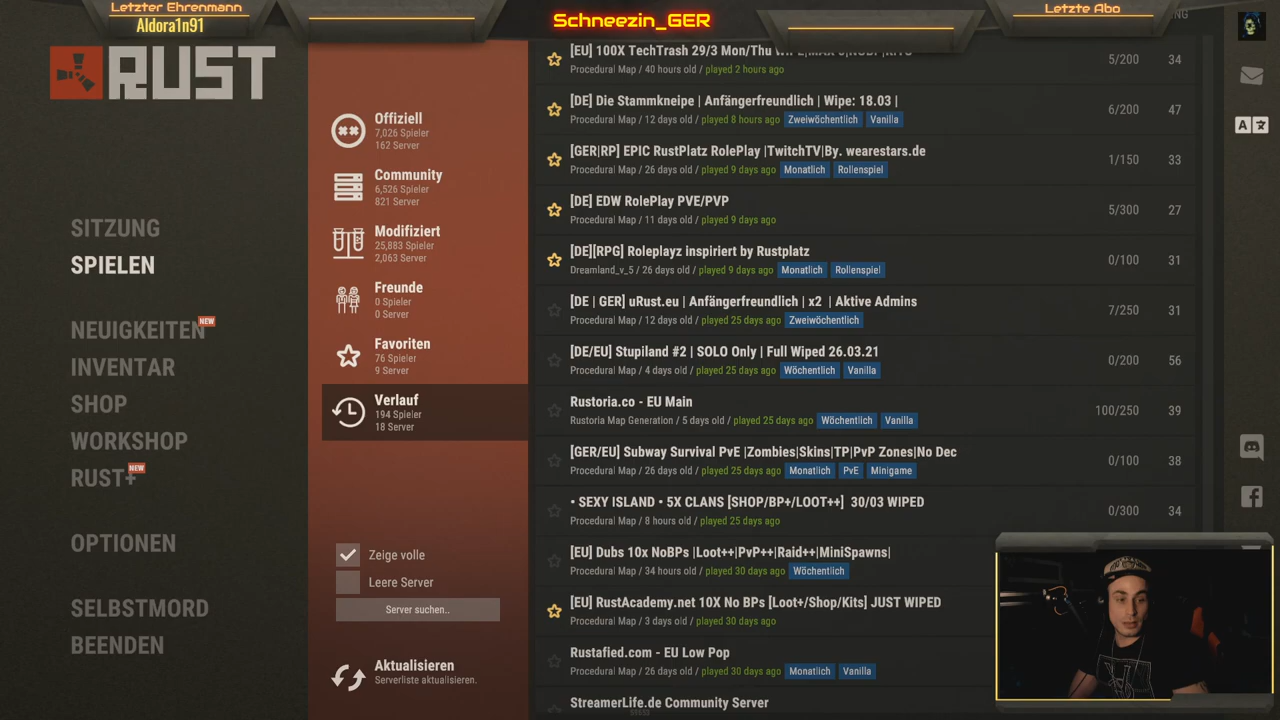 Letzter Ehrenmann
Aldora1n91
Schneezin_GER
Letzte Abo
NG
RUST
SITZUNG
SPIELEN
NEUIGKEITEN NEW
INVENTAR
SHOP
WORKSHOP
RUST+ NEW
OPTIONEN
SELBSTMORD
BEENDEN
Offiziell
7,026 Spieler
162 Server
Community
6,526 Spieler
821 Server
Modifiziert
25,883 Spieler
2,063 Server
Freunde
0 Spieler
0 Server
Favoriten
76 Spieler
9 Server
Verlauf
194 Spieler
18 Server
Zeige volle
Leere Server
Server suchen..
Aktualisieren
Serverliste aktualisieren.
[EU] 100X TechTrash 29/3 Mon/Thu 5/200 34
Procedural Map / 40 hours old / played 2 hours ago
[DE] Die Stammkneipe | Anfängerfreundlich | Wipe: 18.03 | 6/200 47
Procedural Map / 12 days old / played 8 hours ago Zweiwöchentlich Vanilla
[GER|RP] EPIC RustPlatz RolePlay |TwitchTV|By. wearestars.de 1/150 33
Procedural Map / 26 days old / played 9 days ago Monatlich Rollenspiel
[DE] EDW RolePlay PVE/PVP 5/300 27
Procedural Map / 11 days old / played 9 days ago
[DE][RPG] Roleplayz inspiriert by Rustplatz 0/100 31
Dreamland_v_5 / 26 days old / played 9 days ago Monatlich Rollenspiel
[DE | GER] uRust.eu | Anfängerfreundlich | x2 | Aktive Admins 7/250 31
Procedural Map / 12 days old / played 25 days ago Zweiwöchentlich
[DE/EU] Stupiland #2 | SOLO Only | Full Wiped 26.03.21 0/200 56
Procedural Map / 4 days old / played 25 days ago Wöchentlich Vanilla
Rustoria.co - EU Main 100/250 39
Rustoria Map Generation / 5 days old / played 25 days ago Wöchentlich Vanilla
[GER/EU] Subway Survival PvE |Zombies|Skins|TP|PvP Zones|No Dec 0/100 38
Procedural Map / 26 days old / played 25 days ago Monatlich PvE Minigame
• SEXY ISLAND • 5X CLANS [SHOP/BP+/LOOT++] 30/03 WIPED 0/300 34
Procedural Map / 8 hours old / played 25 days ago
[EU] Dubs 10x NoBPs |Loot++|PvP++|Raid++|MiniSpawns|
Procedural Map / 34 hours old / played 30 days ago Wöchentlich
[EU] RustAcademy.net 10X No BPs [Loot+/Shop/Kits] JUST WIPED
Procedural Map / 3 days old / played 30 days ago
Rustafied.com - EU Low Pop
Procedural Map / 26 days old / played 30 days ago Monatlich Vanilla
StreamerLife.de Community Server